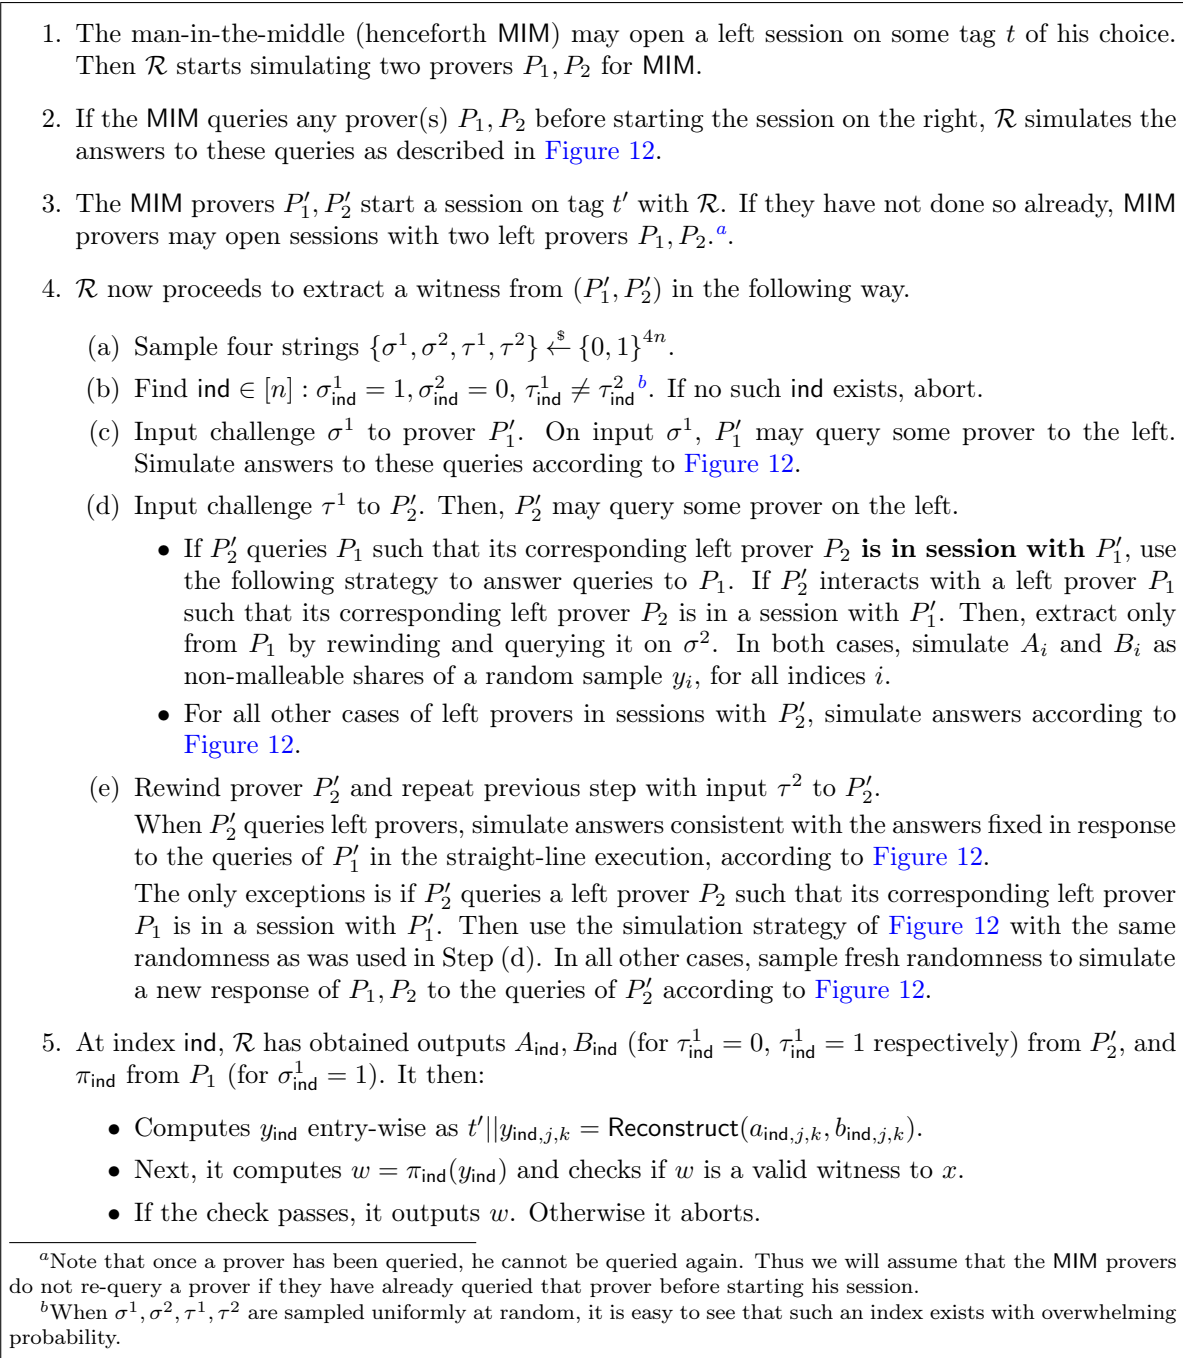 1. The man-in-the-middle (henceforth MIM) may open a left session on some tag t of his choice.
Then R starts simulating two provers P₁, P₂ for MIM.
2. If the MIM queries any prover(s) P₁, P₂ before starting the session on the right, R simulates the
answers to these queries as described in Figure 12.
3. The MIM provers P′₁, P′₂ start a session on tag t′ with R. If they have not done so already, MIM
provers may open sessions with two left provers P₁, P₂.ᵃ.
4. R now proceeds to extract a witness from (P′₁, P′₂) in the following way.
(a) Sample four strings {σ¹, σ², τ¹, τ²} ←$ {0, 1}⁴ⁿ.
(b) Find ind ∈ [n] : σ¹_ind = 1, σ²_ind = 0, τ¹_ind ≠ τ²_ind ᵇ. If no such ind exists, abort.
(c) Input challenge σ¹ to prover P′₁. On input σ¹, P′₁ may query some prover to the left.
Simulate answers to these queries according to Figure 12.
(d) Input challenge τ¹ to P′₂. Then, P′₂ may query some prover on the left.
• If P′₂ queries P₁ such that its corresponding left prover P₂ is in session with P′₁, use
the following strategy to answer queries to P₁. If P′₂ interacts with a left prover P₁
such that its corresponding left prover P₂ is in a session with P′₁. Then, extract only
from P₁ by rewinding and querying it on σ². In both cases, simulate Aᵢ and Bᵢ as
non-malleable shares of a random sample yᵢ, for all indices i.
• For all other cases of left provers in sessions with P′₂, simulate answers according to
Figure 12.
(e) Rewind prover P′₂ and repeat previous step with input τ² to P′₂.
When P′₂ queries left provers, simulate answers consistent with the answers fixed in response
to the queries of P′₁ in the straight-line execution, according to Figure 12.
The only exceptions is if P′₂ queries a left prover P₂ such that its corresponding left prover
P₁ is in a session with P′₁. Then use the simulation strategy of Figure 12 with the same
randomness as was used in Step (d). In all other cases, sample fresh randomness to simulate
a new response of P₁, P₂ to the queries of P′₂ according to Figure 12.
5. At index ind, R has obtained outputs A_ind, B_ind (for τ¹_ind = 0, τ¹_ind = 1 respectively) from P′₂, and
π_ind from P₁ (for σ¹_ind = 1). It then:
• Computes y_ind entry-wise as t′||y_ind,j,k = Reconstruct(a_ind,j,k, b_ind,j,k).
• Next, it computes w = π_ind(y_ind) and checks if w is a valid witness to x.
• If the check passes, it outputs w. Otherwise it aborts.
ᵃNote that once a prover has been queried, he cannot be queried again. Thus we will assume that the MIM provers
do not re-query a prover if they have already queried that prover before starting his session.
ᵇWhen σ¹, σ², τ¹, τ² are sampled uniformly at random, it is easy to see that such an index exists with overwhelming
probability.